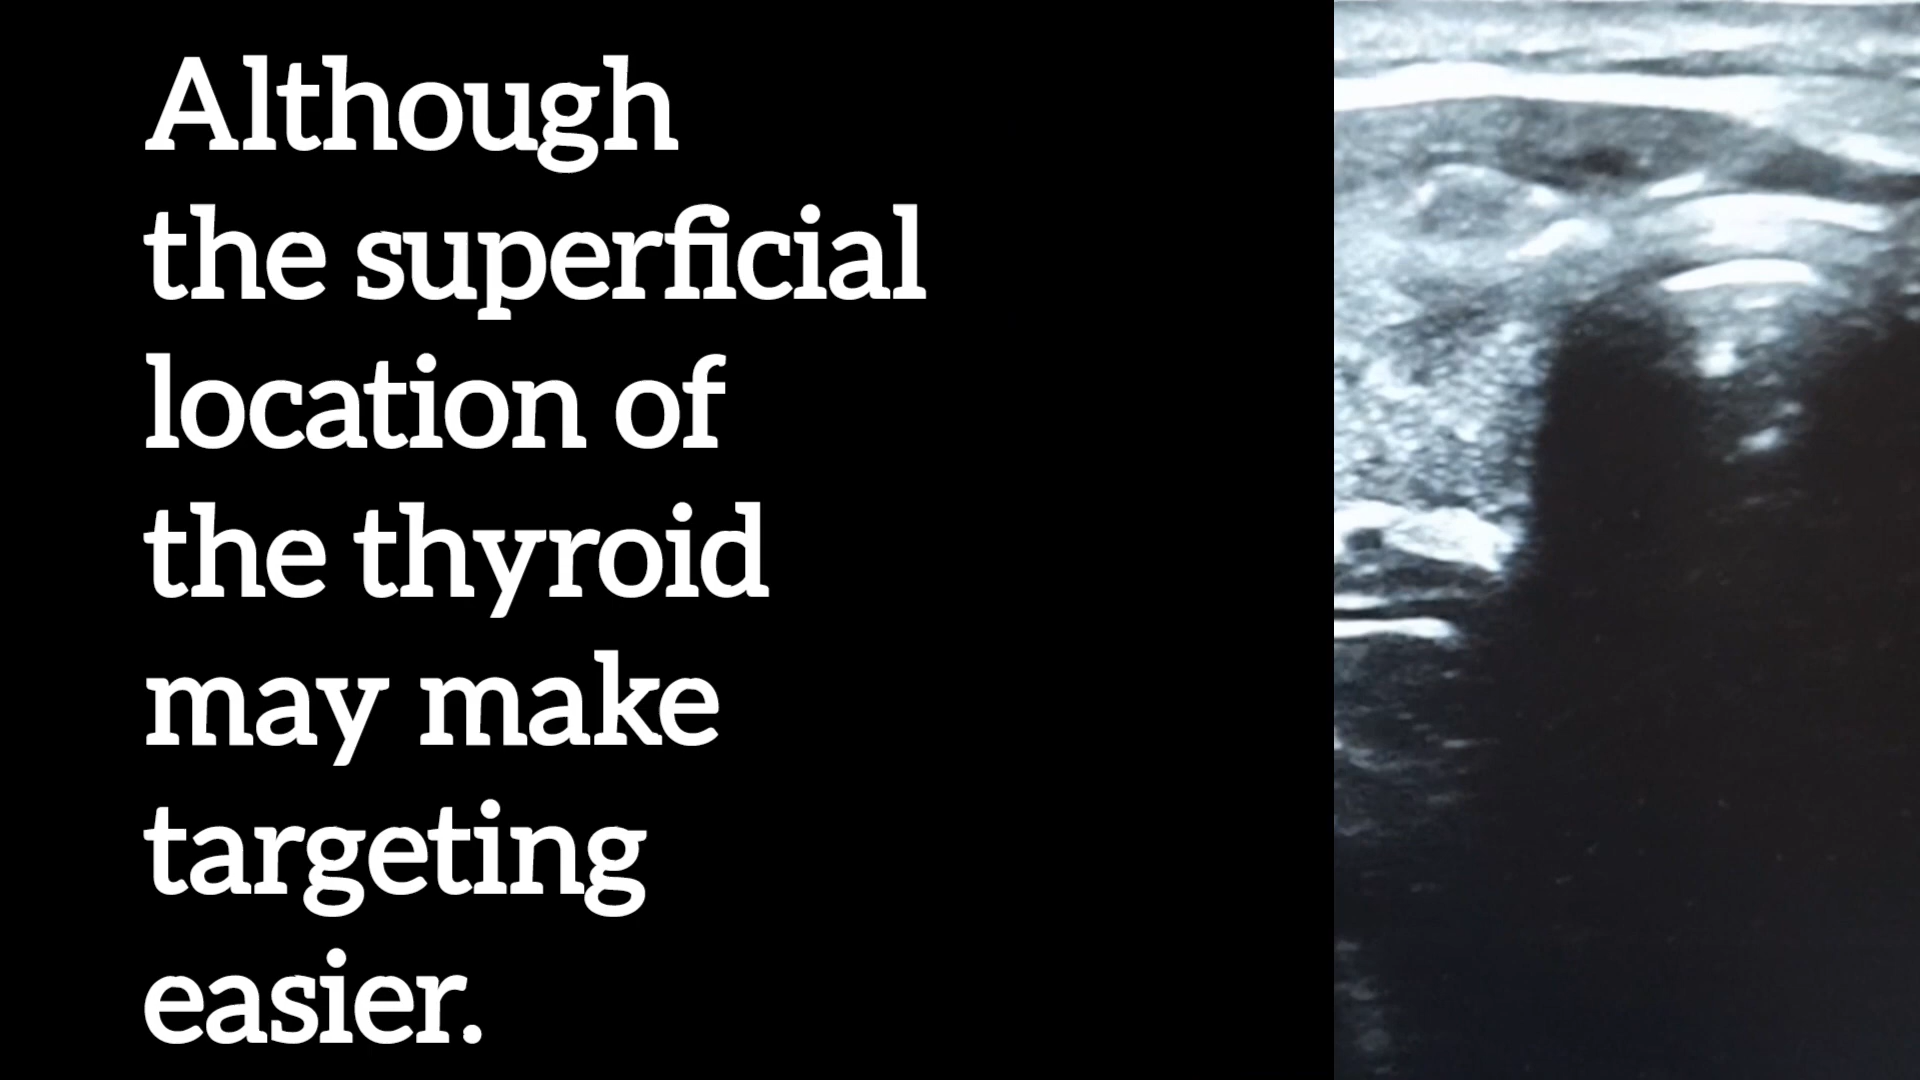 Although
the superficial
location of
the thyroid
may make
targeting
easier.